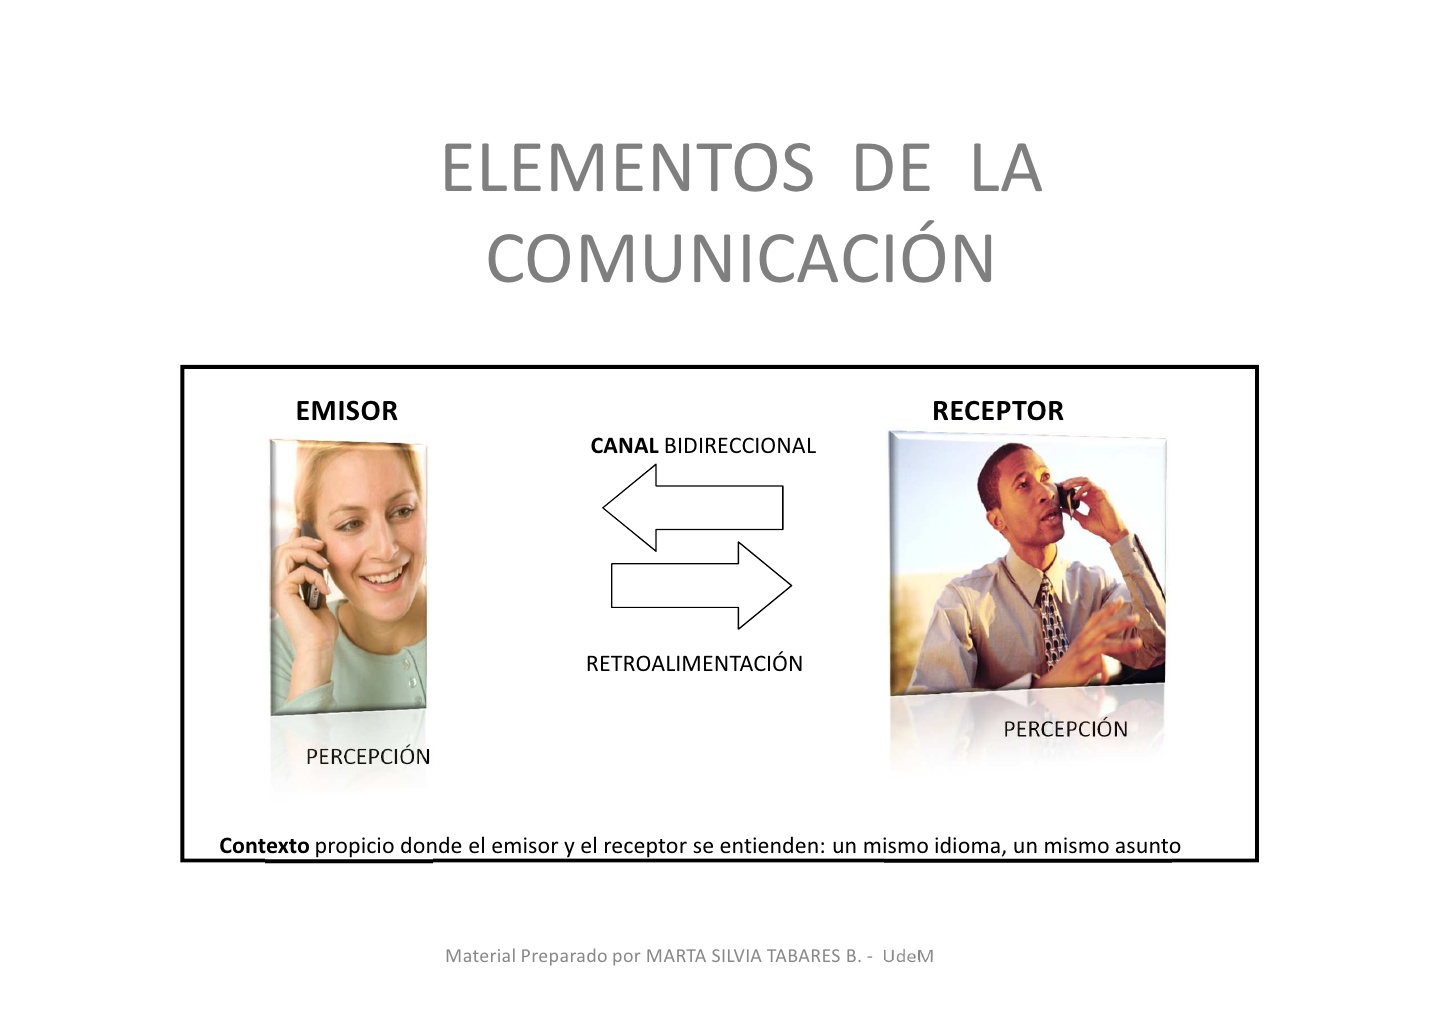 ELEMENTOS DE LA
COMUNICACIÓN
EMISOR
RECEPTOR
CANAL BIDIRECCIONAL
RETROALIMENTACIÓN
PERCEPCIÓN
PERCEPCIÓN
Contexto propicio donde el emisor y el receptor se entienden: un mismo idioma, un mismo asunto
Material Preparado por MARTA SILVIA TABARES B. - UdeM